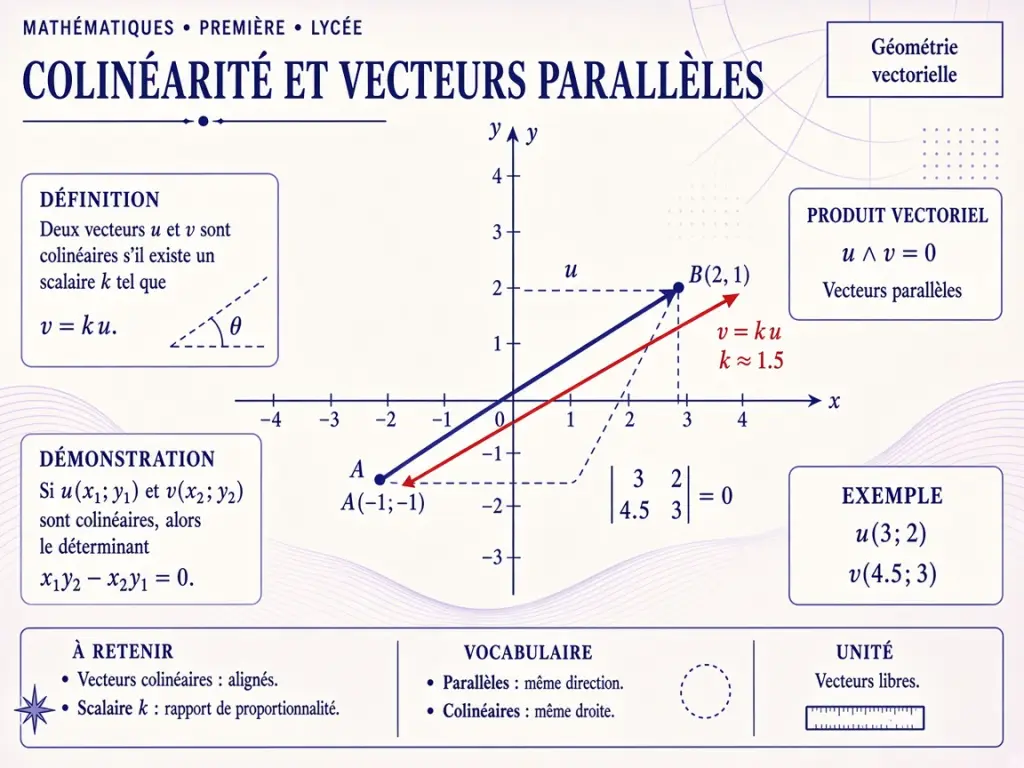 MATHÉMATIQUES • PREMIÈRE • LYCÉE
COLINÉARITÉ ET VECTEURS PARALLÈLES
Géométrie
vectorielle
DÉFINITION
Deux vecteurs u et v sont
colinéaires s'il existe un
scalaire k tel que
v = k u.
θ
y y
4
3
2
1
−4 −3 −2 −1 0 1 2 3 4 x
−1
−2
−3
u
B(2, 1)
v = k u
k ≈ 1.5
A
A(−1; −1)
| 3 2 |
| 4.5 3 | = 0
PRODUIT VECTORIEL
u ∧ v = 0
Vecteurs parallèles
DÉMONSTRATION
Si u(x₁; y₁) et v(x₂; y₂)
sont colinéaires, alors
le déterminant
x₁y₂ − x₂y₁ = 0.
EXEMPLE
u(3; 2)
v(4.5; 3)
À RETENIR
• Vecteurs colinéaires : alignés.
• Scalaire k : rapport de proportionnalité.
VOCABULAIRE
• Parallèles : même direction.
• Colinéaires : même droite.
UNITÉ
Vecteurs libres.